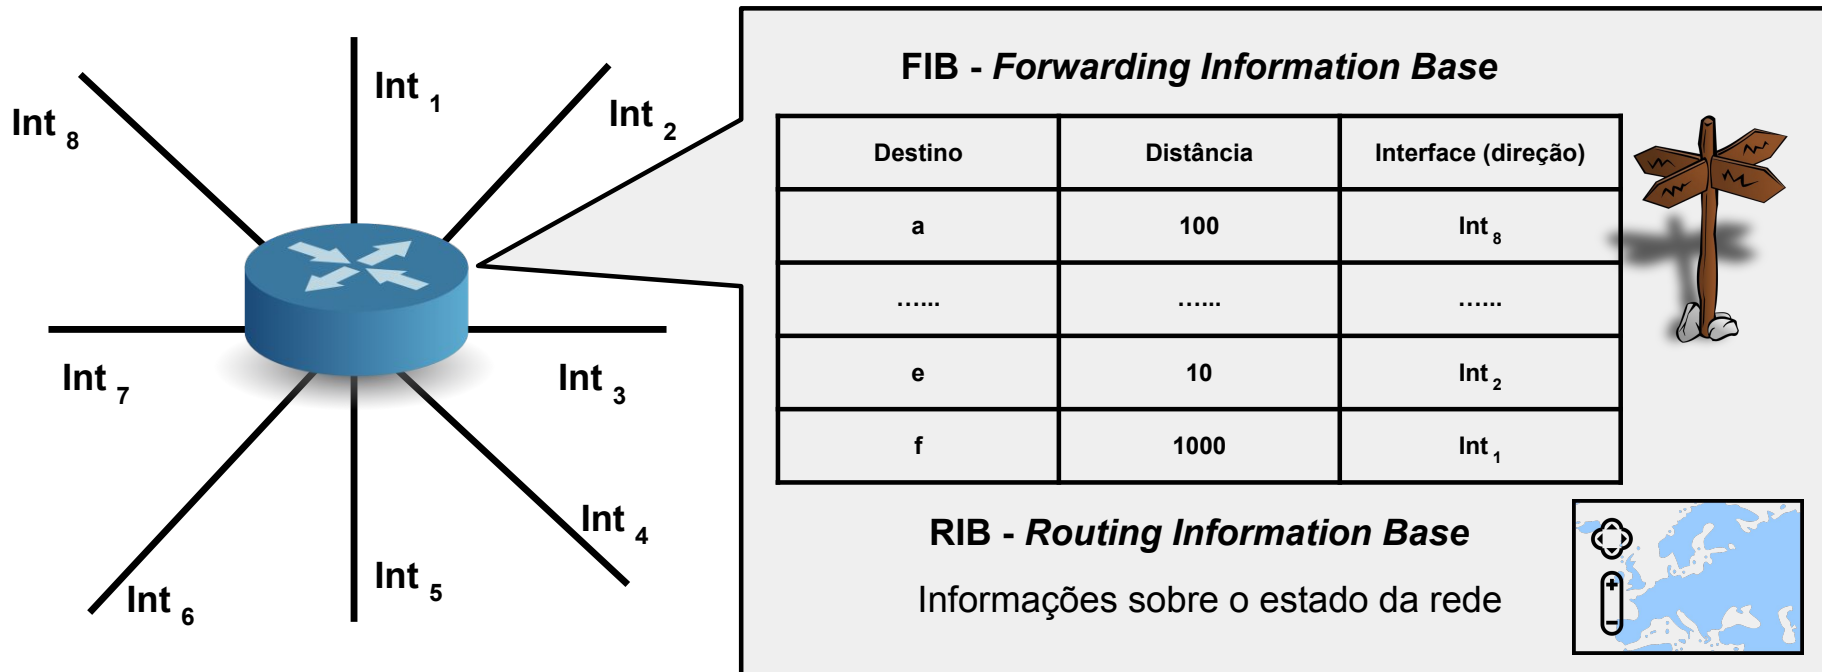 Int 1
Int 2
Int 8
Int 7
Int 3
Int 4
Int 5
Int 6
FIB - Forwarding Information Base
Destino Distância Interface (direção)
a 100 Int 8
…... …... …...
e 10 Int 2
f 1000 Int 1
RIB - Routing Information Base
Informações sobre o estado da rede
+
−